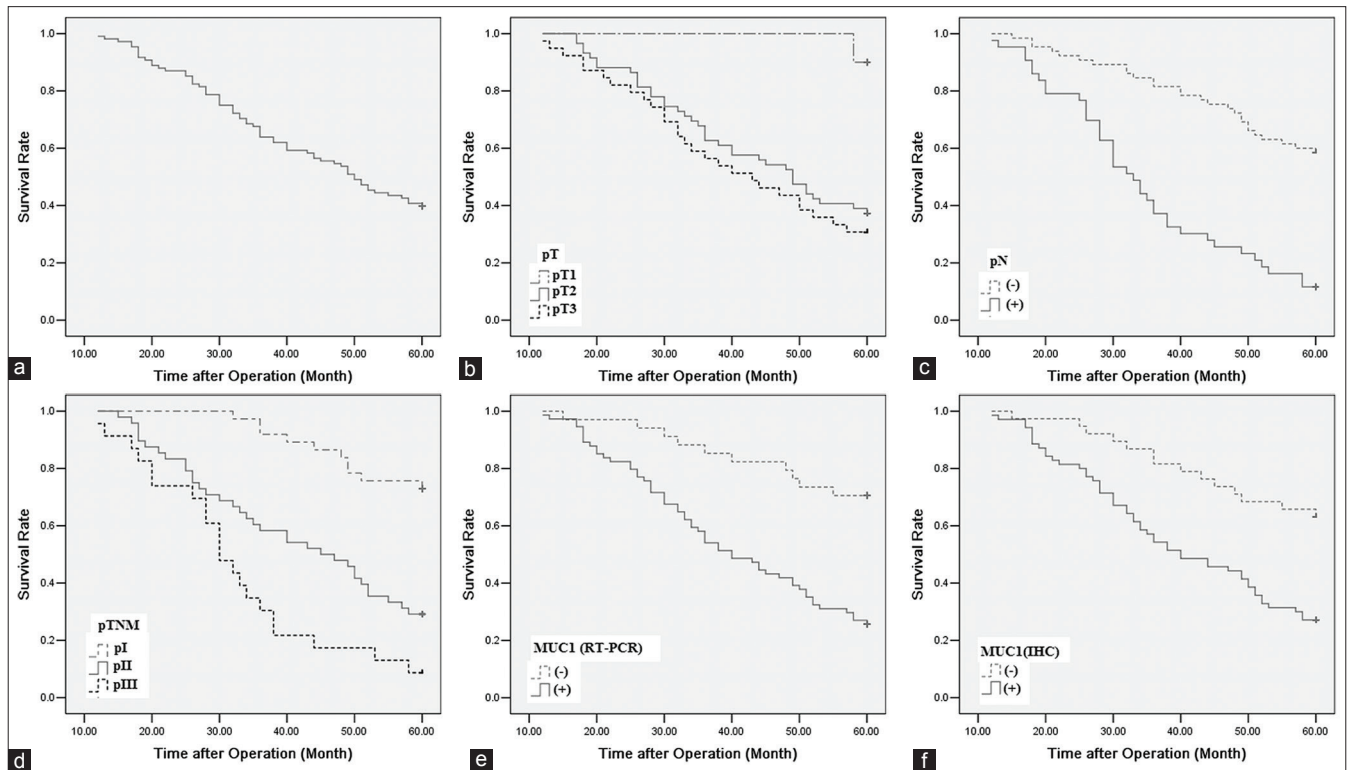 1.0
0.8
0.6
0.4
0.2
0.0
Survival Rate
10.00 20.00 30.00 40.00 50.00 60.00
Time after Operation (Month)
a
1.0
0.8
0.6
0.4
0.2
0.0
Survival Rate
pT
pT1
pT2
pT3
10.00 20.00 30.00 40.00 50.00 60.00
Time after Operation (Month)
b
1.0
0.8
0.6
0.4
0.2
0.0
Survival Rate
pN
(-)
(+)
10.00 20.00 30.00 40.00 50.00 60.00
Time after Operation (Month)
c
1.0
0.8
0.6
0.4
0.2
0.0
Survival Rate
pTNM
pI
pII
pIII
10.00 20.00 30.00 40.00 50.00 60.00
Time after Operation (Month)
d
1.0
0.8
0.6
0.4
0.2
0.0
Survival Rate
MUC1 (RT-PCR)
(-)
(+)
10.00 20.00 30.00 40.00 50.00 60.00
Time after Operation (Month)
e
1.0
0.8
0.6
0.4
0.2
0.0
Survival Rate
MUC1(IHC)
(-)
(+)
10.00 20.00 30.00 40.00 50.00 60.00
Time after Operation (Month)
f